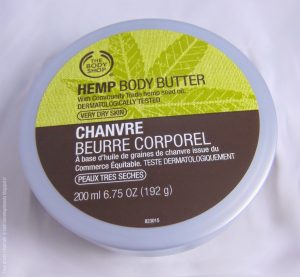 THE
BODY
SHOP
HEMP BODY BUTTER
With Community Trade hemp seed oil.
DERMATOLOGICALLY TESTED
VERY DRY SKIN
CHANVRE
BEURRE CORPOREL
À base d'huile de graines de chanvre issue du
Commerce Équitable. TESTÉ DERMATOLOGIQUEMENT
PEAUX TRÈS SÈCHES
200 ml 6.75 OZ (192 g)
823015